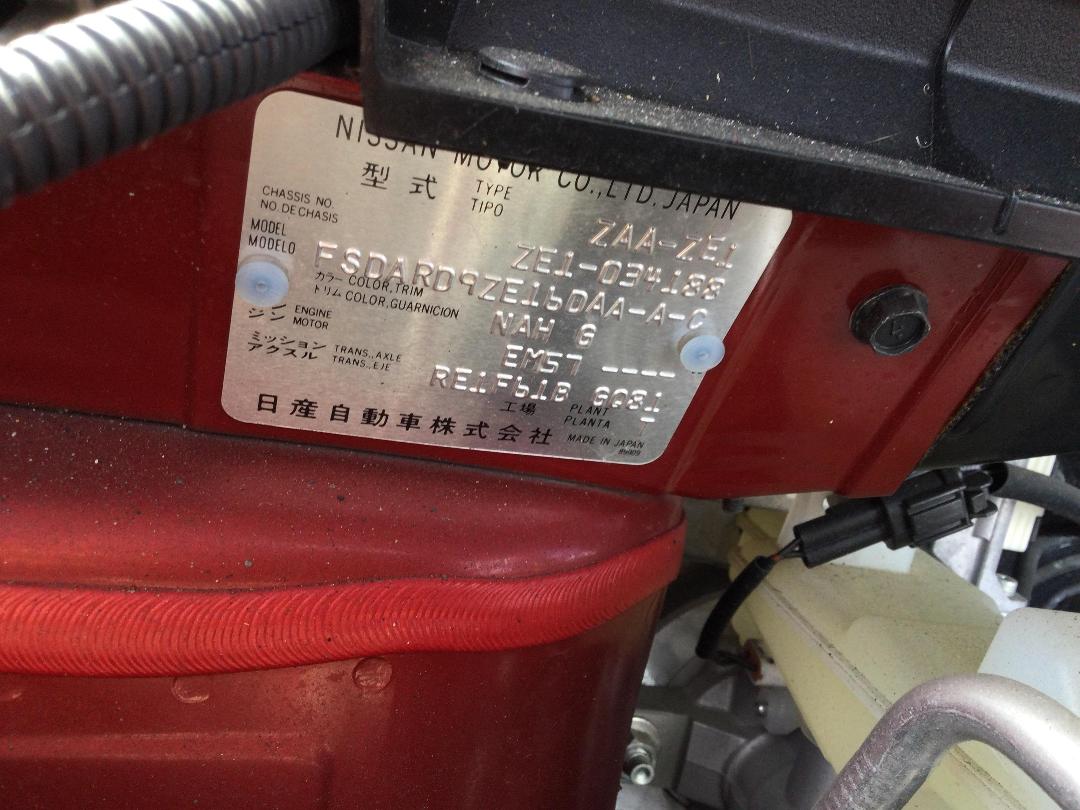 NISSAN MOTOR CO.,LTD. JAPAN
型式 TYPE TIPO ZAA-ZE1
CHASSIS NO. NO. DE CHASIS ZE1-034188
MODEL MODELO FSDARD9ZE16DAA-A-C
カラー COLOR,TRIM
トリム COLOR,GUARNICION NAH G
ジン ENGINE MOTOR EM57 ----
ミッション TRANS.,AXLE
アクスル TRANS.,EJE RE1F61B GQ81
工場 PLANT PLANTA
日産自動車株式会社 MADE IN JAPAN